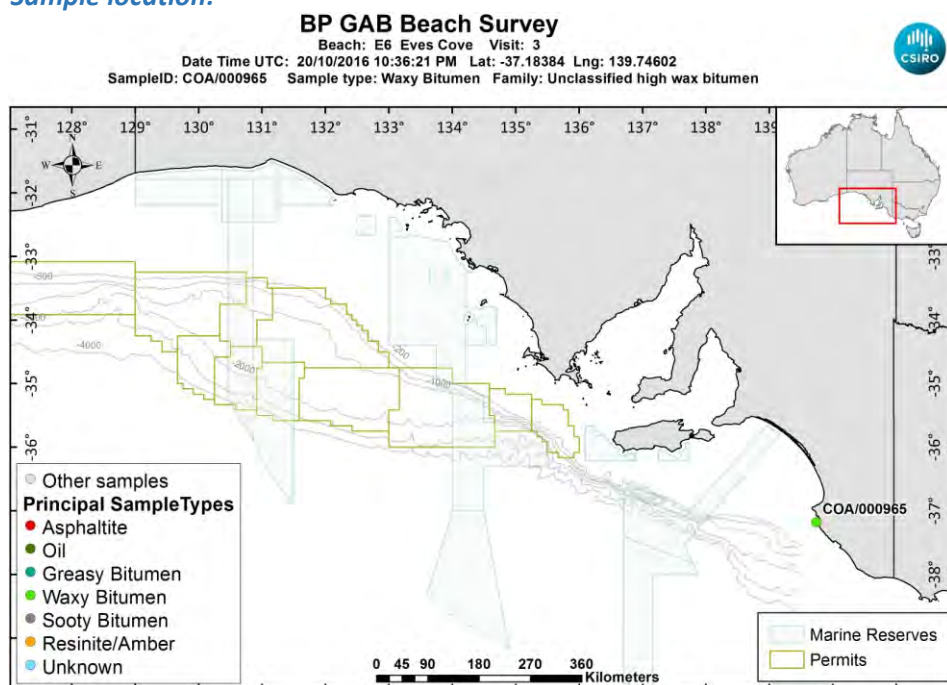 Sample location:
BP GAB Beach Survey
Beach: E6 Eves Cove Visit: 3
Date Time UTC: 20/10/2016 10:36:21 PM Lat: -37.18384 Lng: 139.74602
SampleID: COA/000965 Sample type: Waxy Bitumen Family: Unclassified high wax bitumen
CSIRO
128° 129° 130° 131° 132° 133° 134° 135° 136° 137° 138° 139
-31°
-32°
-33°
-34°
-35°
-36°
N
W E
S
-4000
-2000
-200
-1000
-34°
-35°
-36°
-37°
-38°
COA/000965
Other samples
Principal SampleTypes
Asphaltite
Oil
Greasy Bitumen
Waxy Bitumen
Sooty Bitumen
Resinite/Amber
Unknown
0 45 90 180 270 360
Kilometers
Marine Reserves
Permits